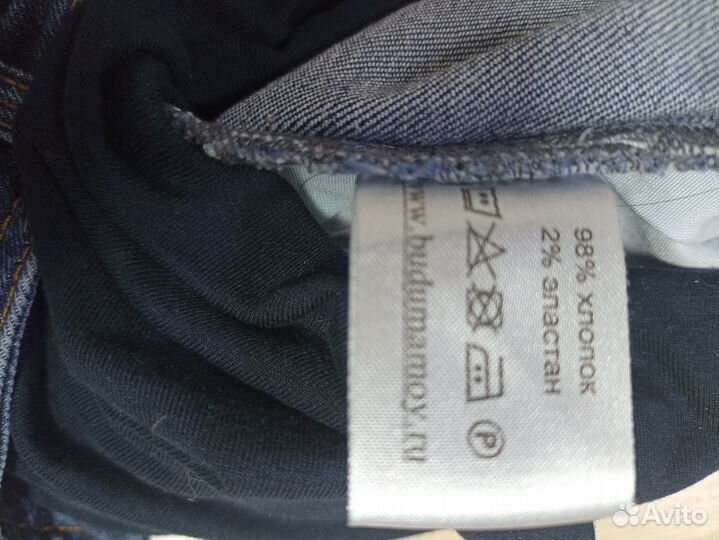 98% хлопок
2% эластан
P
www.budumamoy.ru
Avito